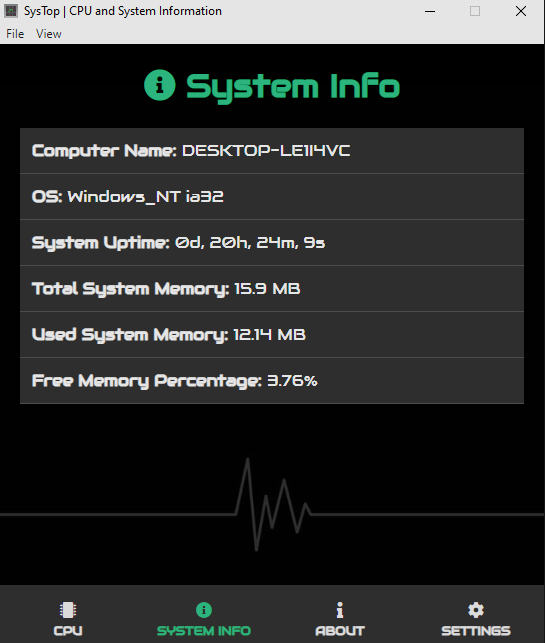 SysTop | CPU and System Information
File View
System Info
Computer Name: DESKTOP-LE1I4VC
OS: Windows_NT ia32
System Uptime: 0d, 20h, 24m, 9s
Total System Memory: 15.9 MB
Used System Memory: 12.14 MB
Free Memory Percentage: 3.76%
CPU SYSTEM INFO ABOUT SETTINGS